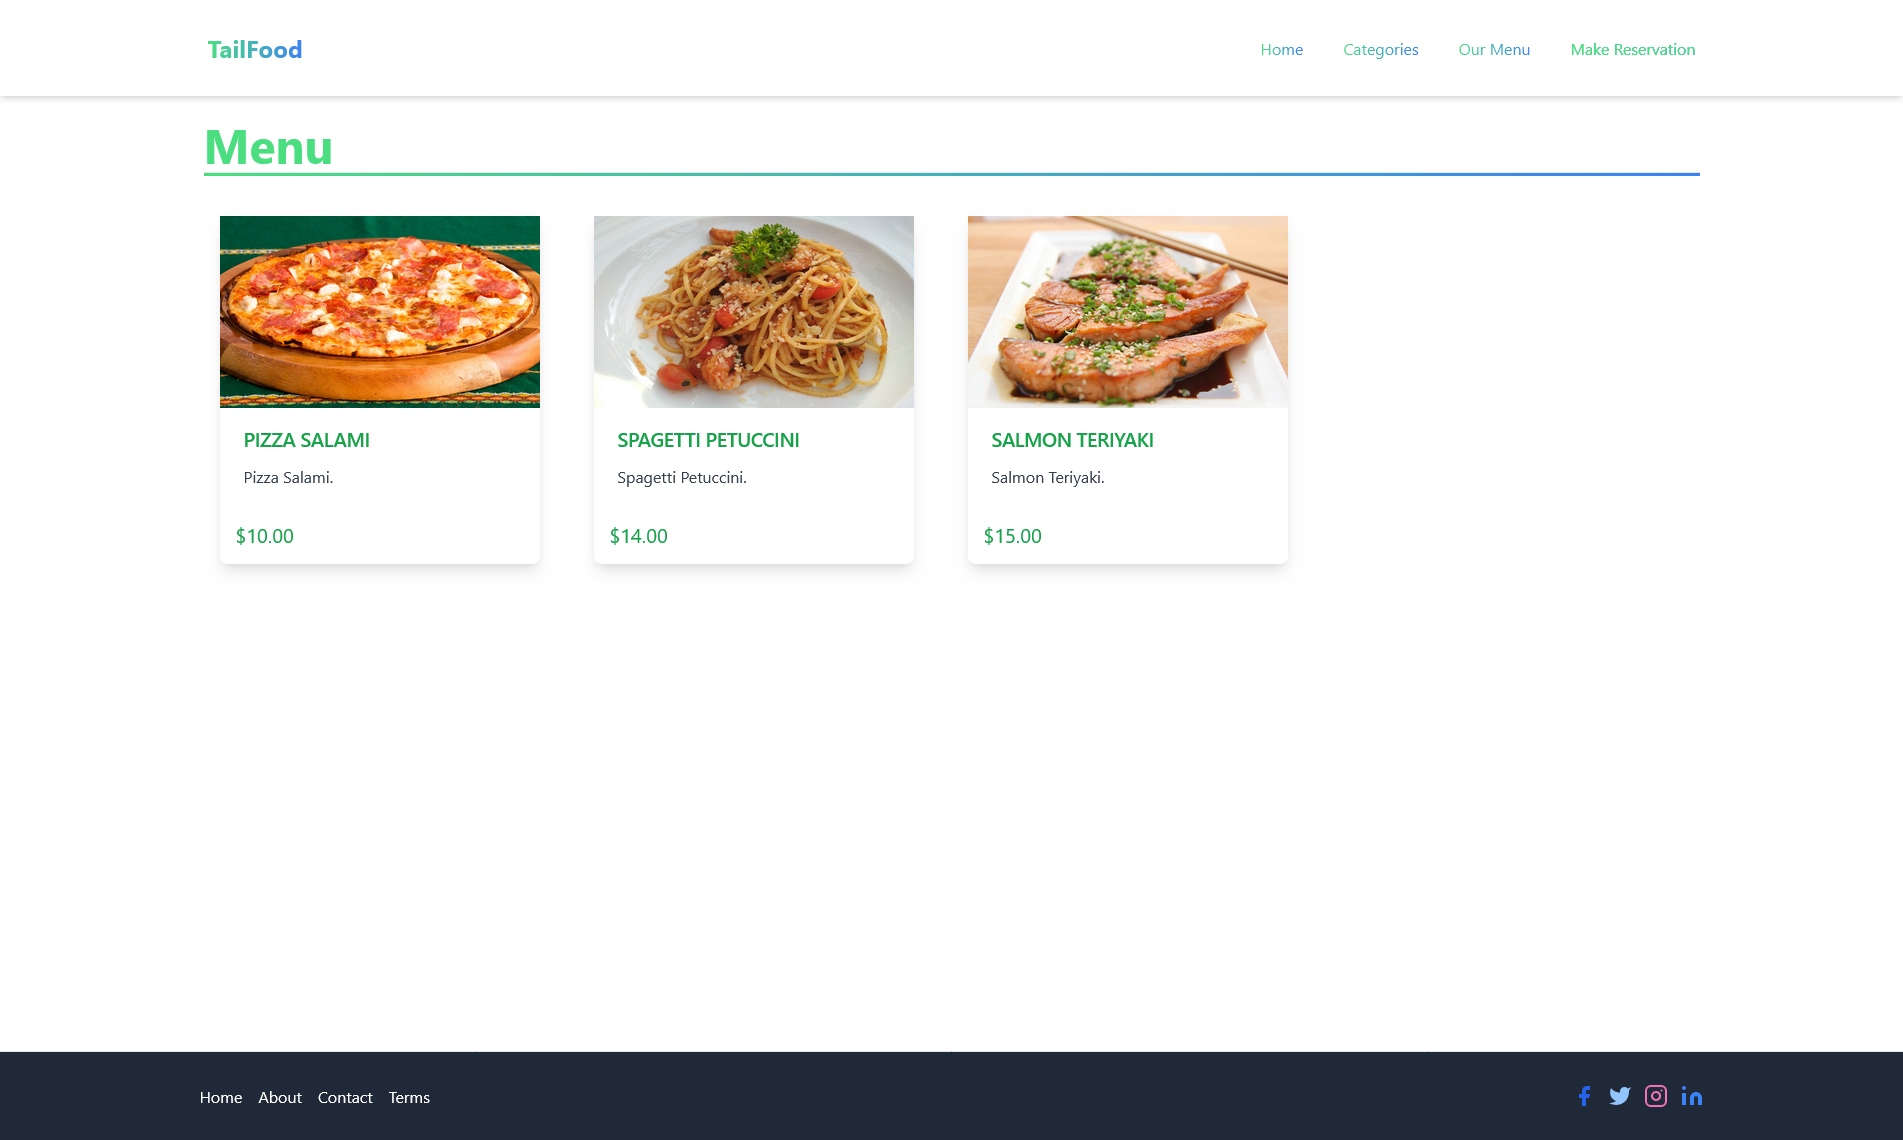 TailFood
Home Categories Our Menu Make Reservation
Menu
PIZZA SALAMI
Pizza Salami.
$10.00
SPAGETTI PETUCCINI
Spagetti Petuccini.
$14.00
SALMON TERIYAKI
Salmon Teriyaki.
$15.00
Home About Contact Terms